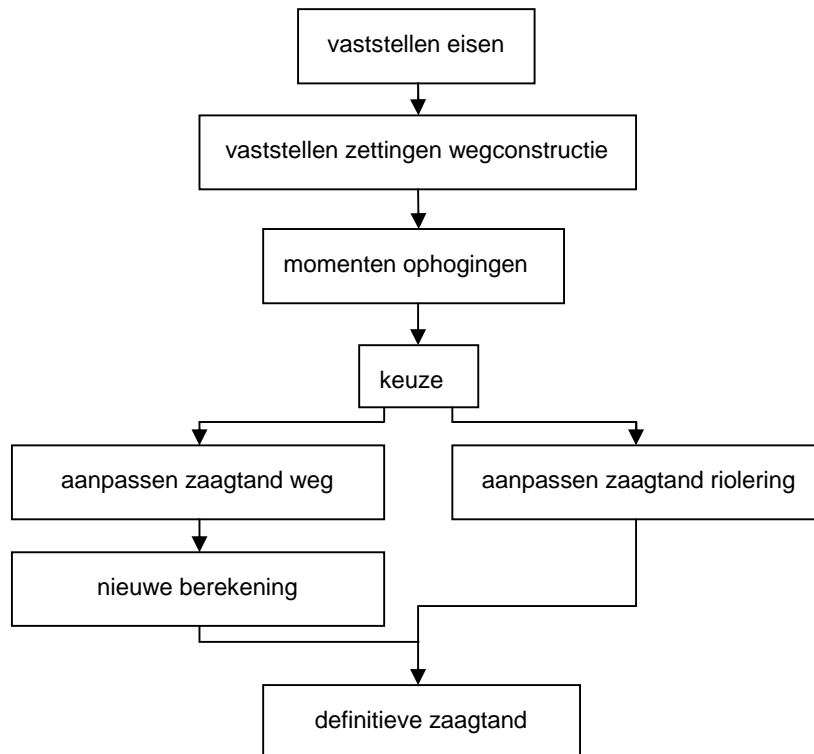 vaststellen eisen
vaststellen zettingen wegconstructie
momenten ophogingen
keuze
aanpassen zaagtand weg
aanpassen zaagtand riolering
nieuwe berekening
definitieve zaagtand